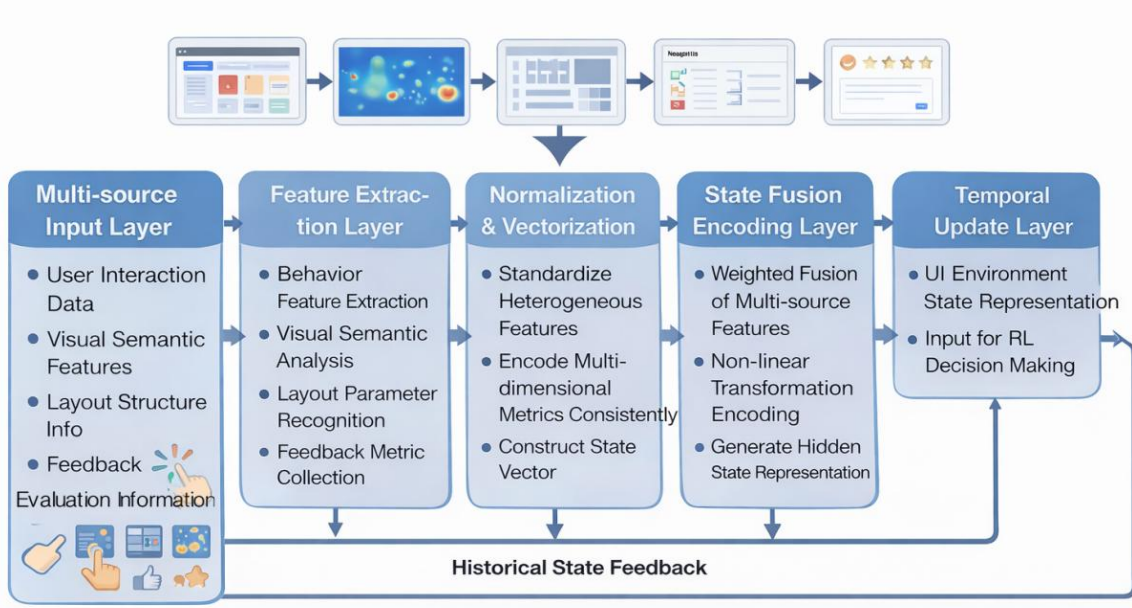 Multi-source
Input Layer
User Interaction
Data
Visual Semantic
Features
Layout Structure
Info
Feedback
Evaluation Information
Feature Extrac-
tion Layer
Behavior
Feature Extraction
Visual Semantic
Analysis
Layout Parameter
Recognition
Feedback Metric
Collection
Normalization
& Vectorization
Standardize
Heterogeneous
Features
Encode Multi-
dimensional
Metrics Consistently
Construct State
Vector
State Fusion
Encoding Layer
Weighted Fusion
of Multi-source
Features
Non-linear
Transformation
Encoding
Generate Hidden
State Representation
Temporal
Update Layer
UI Environment
State Representation
Input for RL
Decision Making
Historical State Feedback